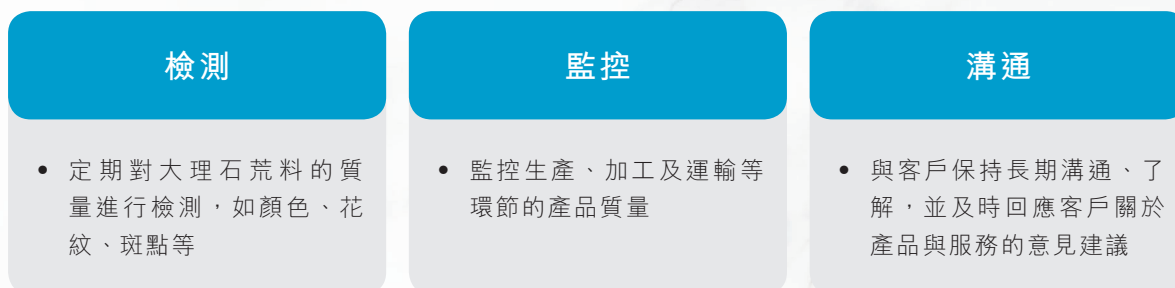 檢測
• 定期對大理石荒料的質
量進行檢測，如顏色、花
紋、斑點等
監控
• 監控生產、加工及運輸等
環節的產品質量
溝通
• 與客戶保持長期溝通、了
解，並及時回應客戶關於
產品與服務的意見建議